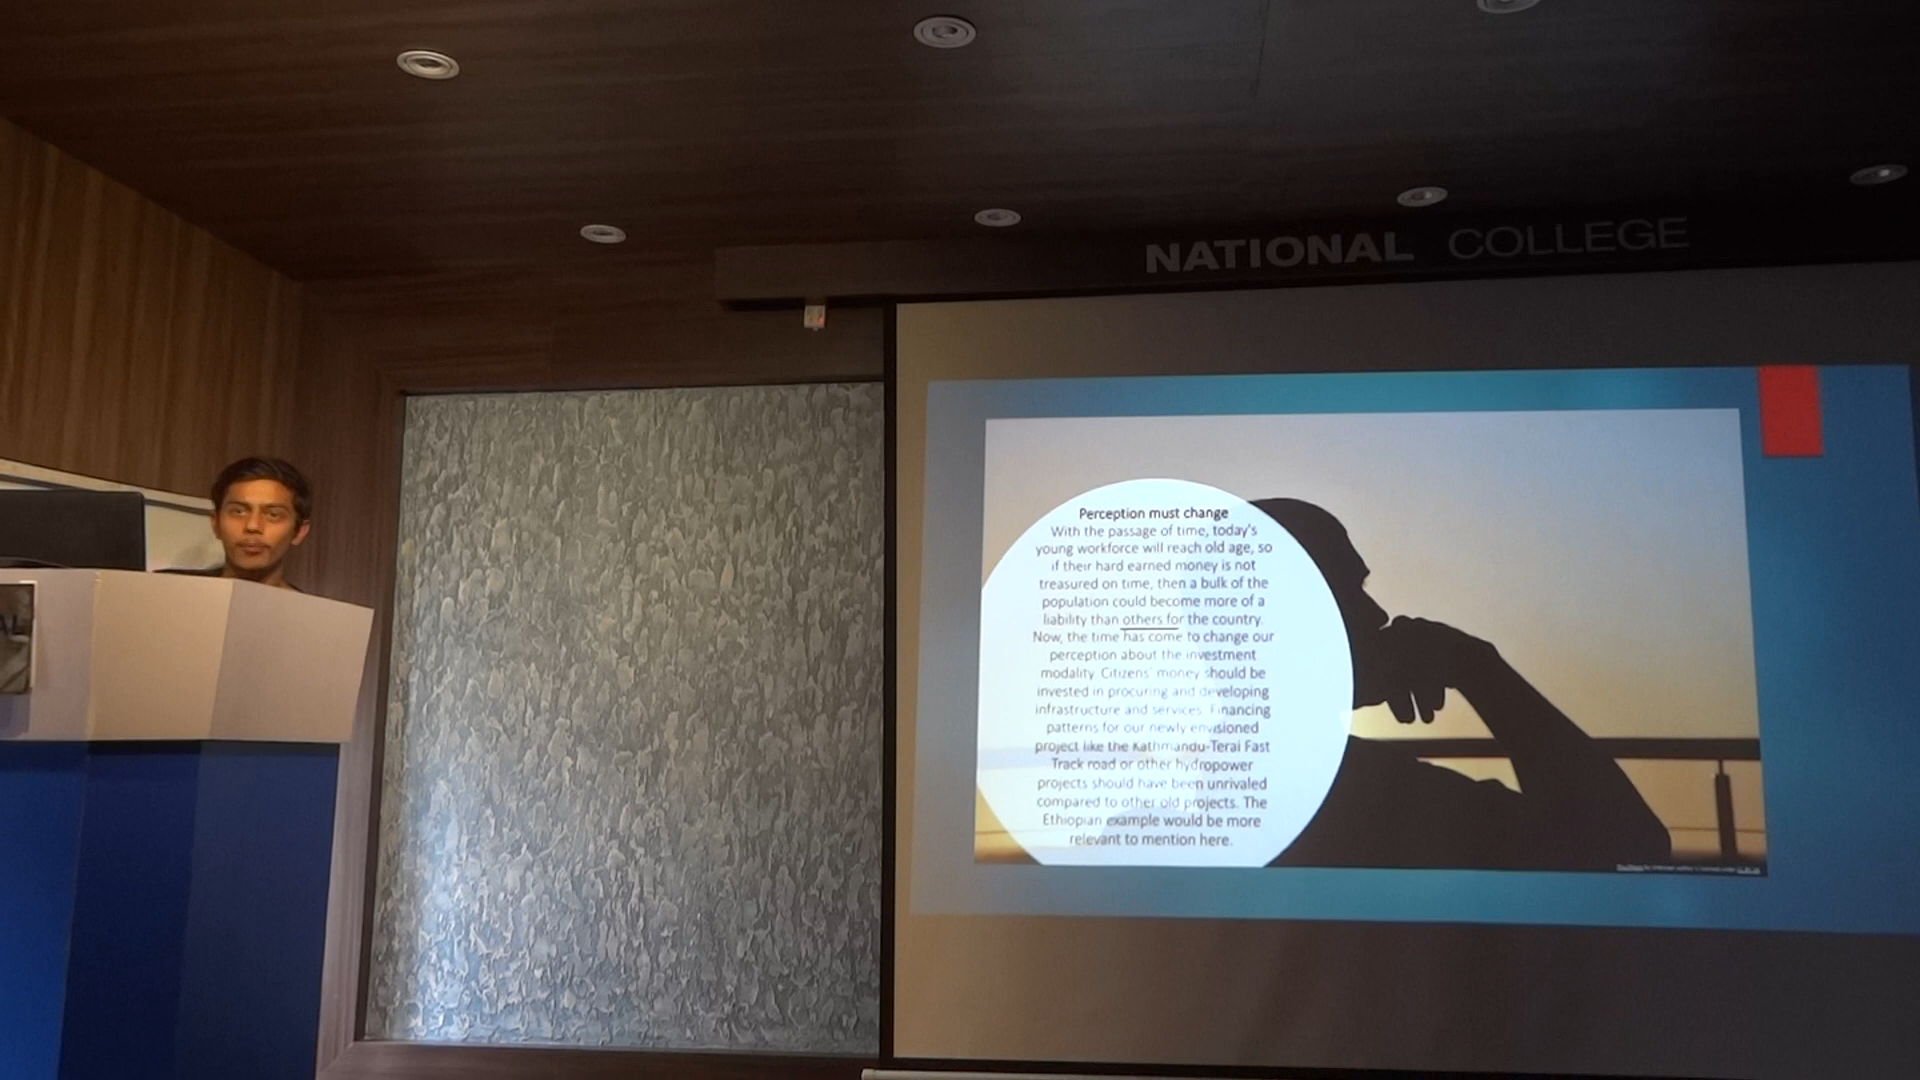 NATIONAL COLLEGE
Perception must change
With the passage of time, today's
young workforce will reach old age, so
if their hard earned money is not
treasured on time, then a bulk of the
population could become more of a
liability than others for the country.
Now, the time has come to change our
perception about the investment
modality. Citizens' money should be
invested in procuring and developing
infrastructure and services. Financing
patterns for our newly envisioned
project like the Kathmandu-Terai Fast
Track road or other hydropower
projects should have been unrivaled
compared to other old projects. The
Ethiopian example would be more
relevant to mention here.